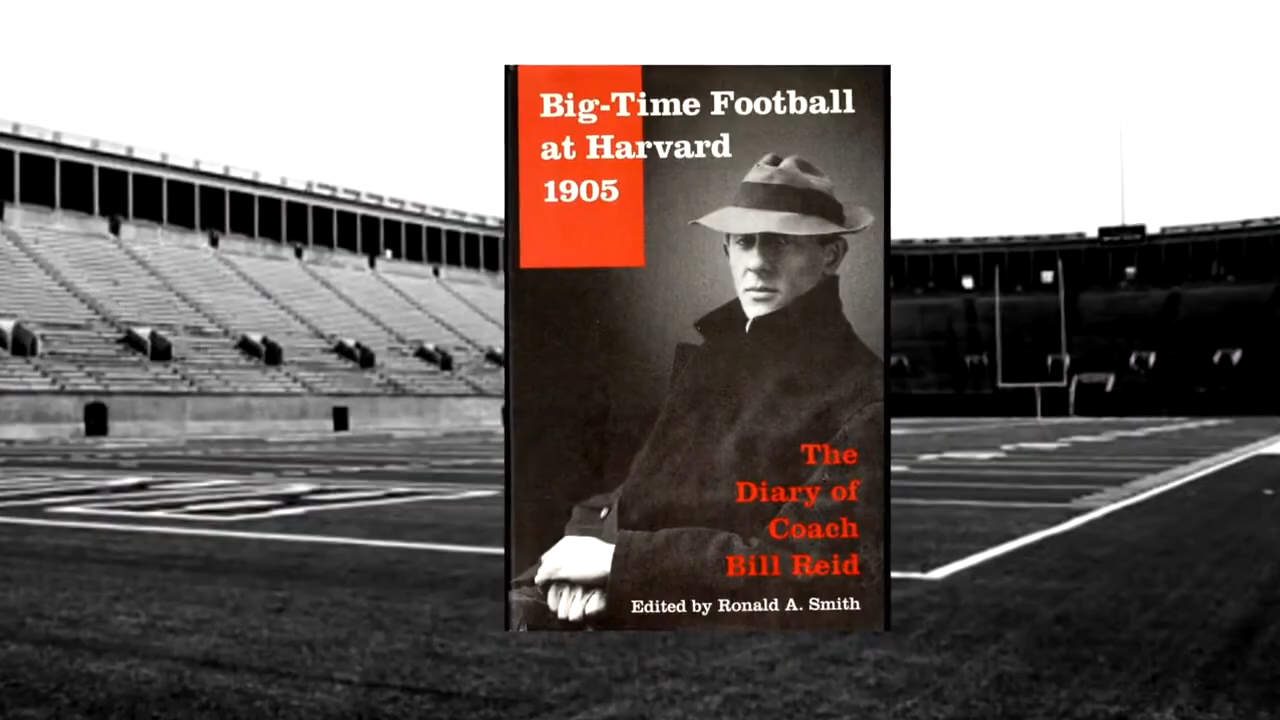 Big-Time Football
at Harvard
1905
The
Diary of
Coach
Bill Reid
Edited by Ronald A. Smith